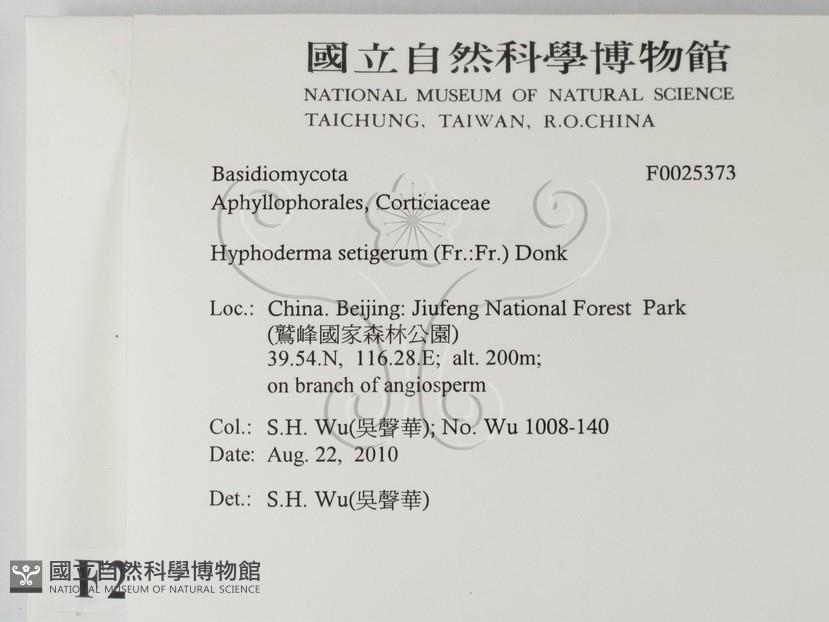 國立自然科學博物館
NATIONAL MUSEUM OF NATURAL SCIENCE
TAICHUNG, TAIWAN, R.O.CHINA
Basidiomycota F0025373
Aphyllophorales, Corticiaceae
Hyphoderma setigerum (Fr.:Fr.) Donk
Loc.: China. Beijing: Jiufeng National Forest Park
(鷲峰國家森林公園)
39.54.N, 116.28.E; alt. 200m;
on branch of angiosperm
Col.: S.H. Wu(吳聲華); No. Wu 1008-140
Date: Aug. 22, 2010
Det.: S.H. Wu(吳聲華)
F2
國立自然科學博物館
NATIONAL MUSEUM OF NATURAL SCIENCE